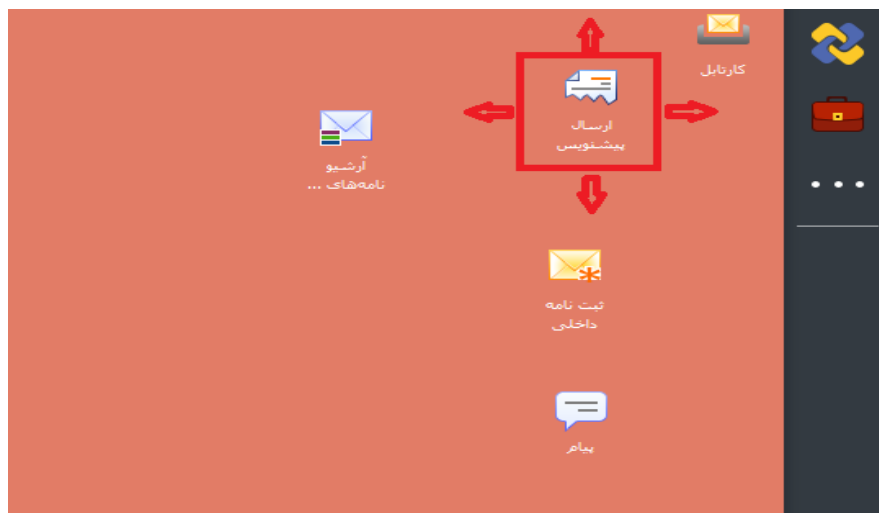 کارتابل
ارسال
پیشنویس
آرشیو
نامه‌های ...
ثبت نامه
داخلی
پیام